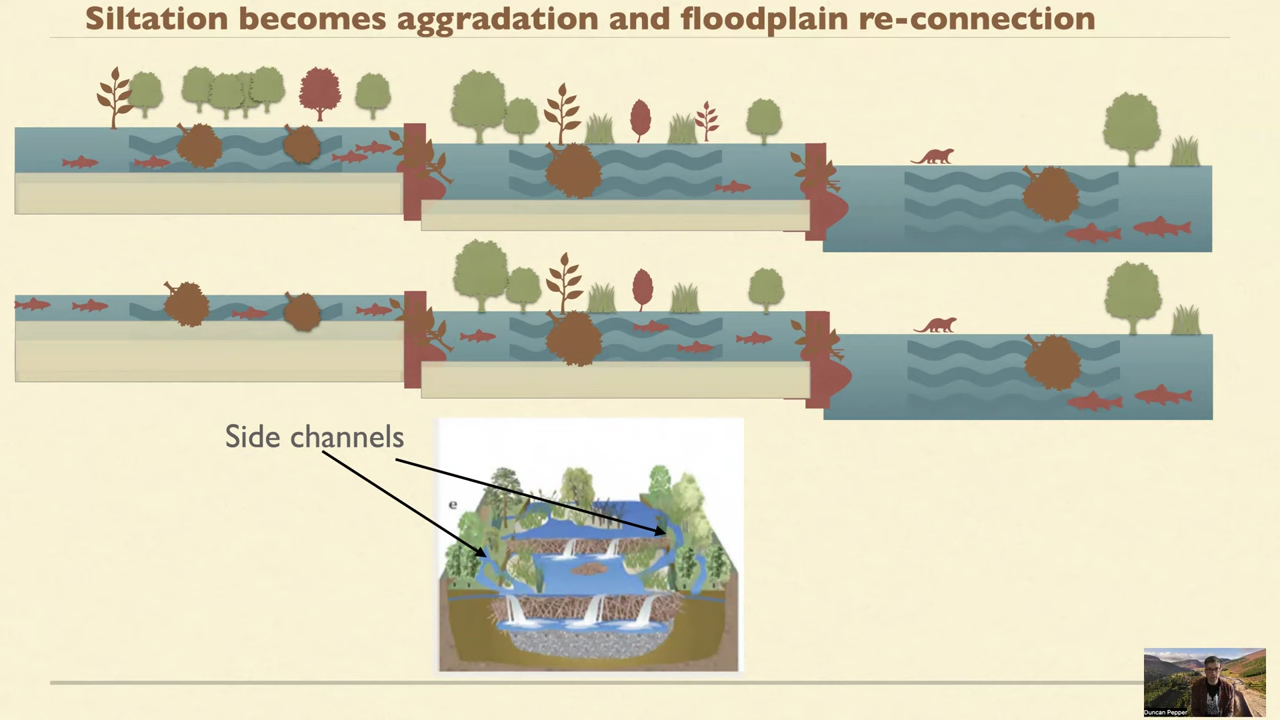 Siltation becomes aggradation and floodplain re-connection
Side channels
e
Duncan Pepper